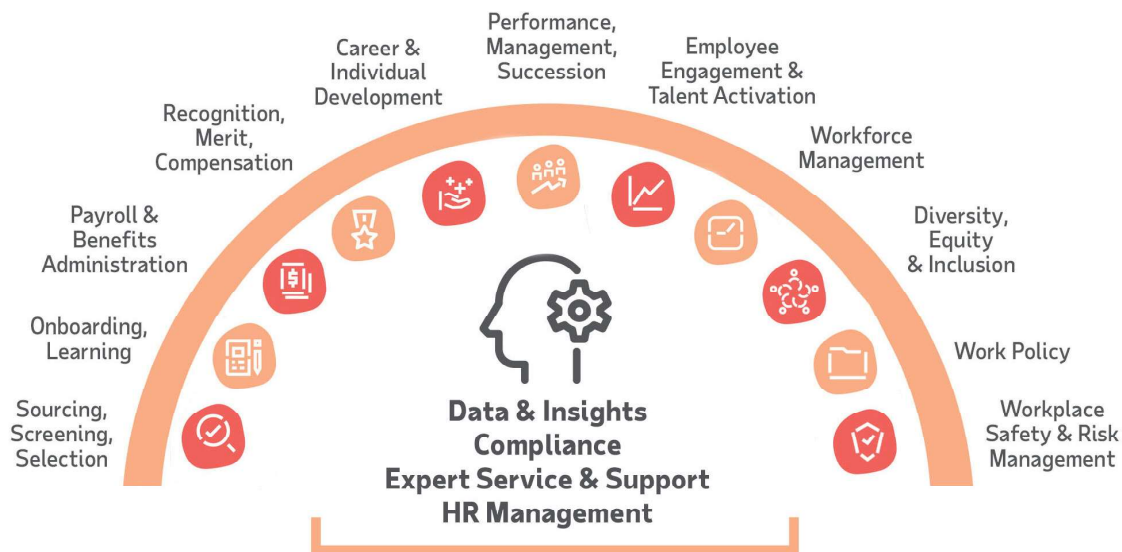 Sourcing,
Screening,
Selection
Onboarding,
Learning
Payroll &
Benefits
Administration
Recognition,
Merit,
Compensation
Career &
Individual
Development
Performance,
Management,
Succession
Employee
Engagement &
Talent Activation
Workforce
Management
Diversity,
Equity
& Inclusion
Work Policy
Workplace
Safety & Risk
Management
$
Data & Insights
Compliance
Expert Service & Support
HR Management